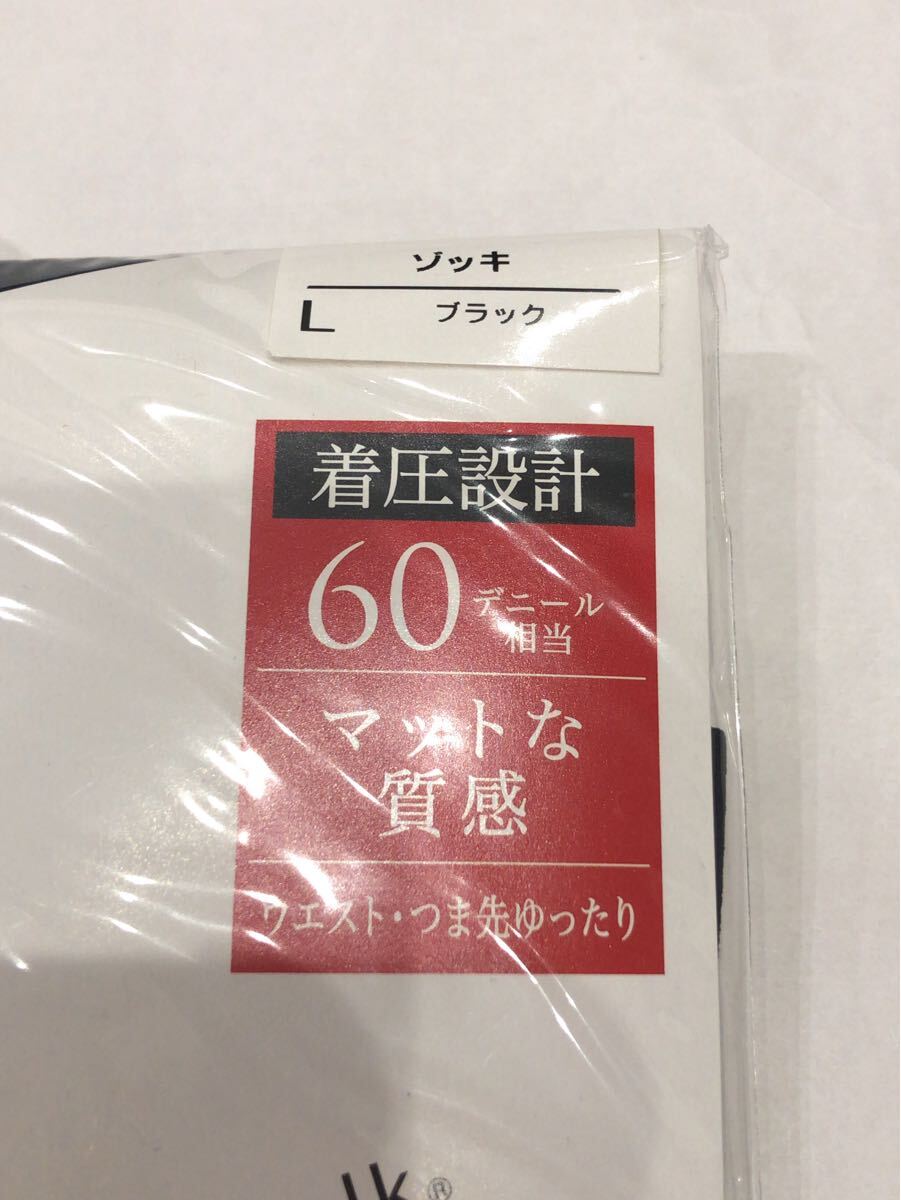 ゾッキ
L ブラック
着圧設計
60 デニール
相当
マットな
質感
ウエスト・つま先ゆったり
lk®